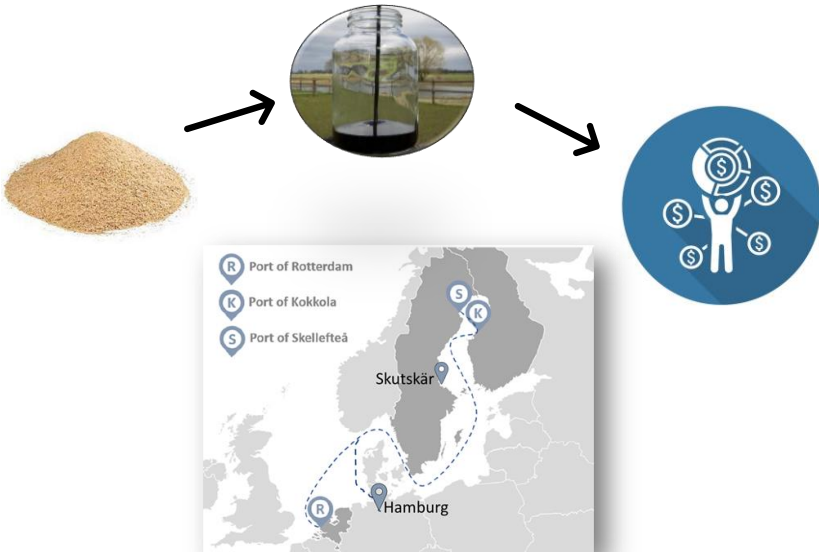 R Port of Rotterdam
K Port of Kokkola
S Port of Skellefteå
S
K
Skutskär
R
Hamburg
$
$
$
$
$